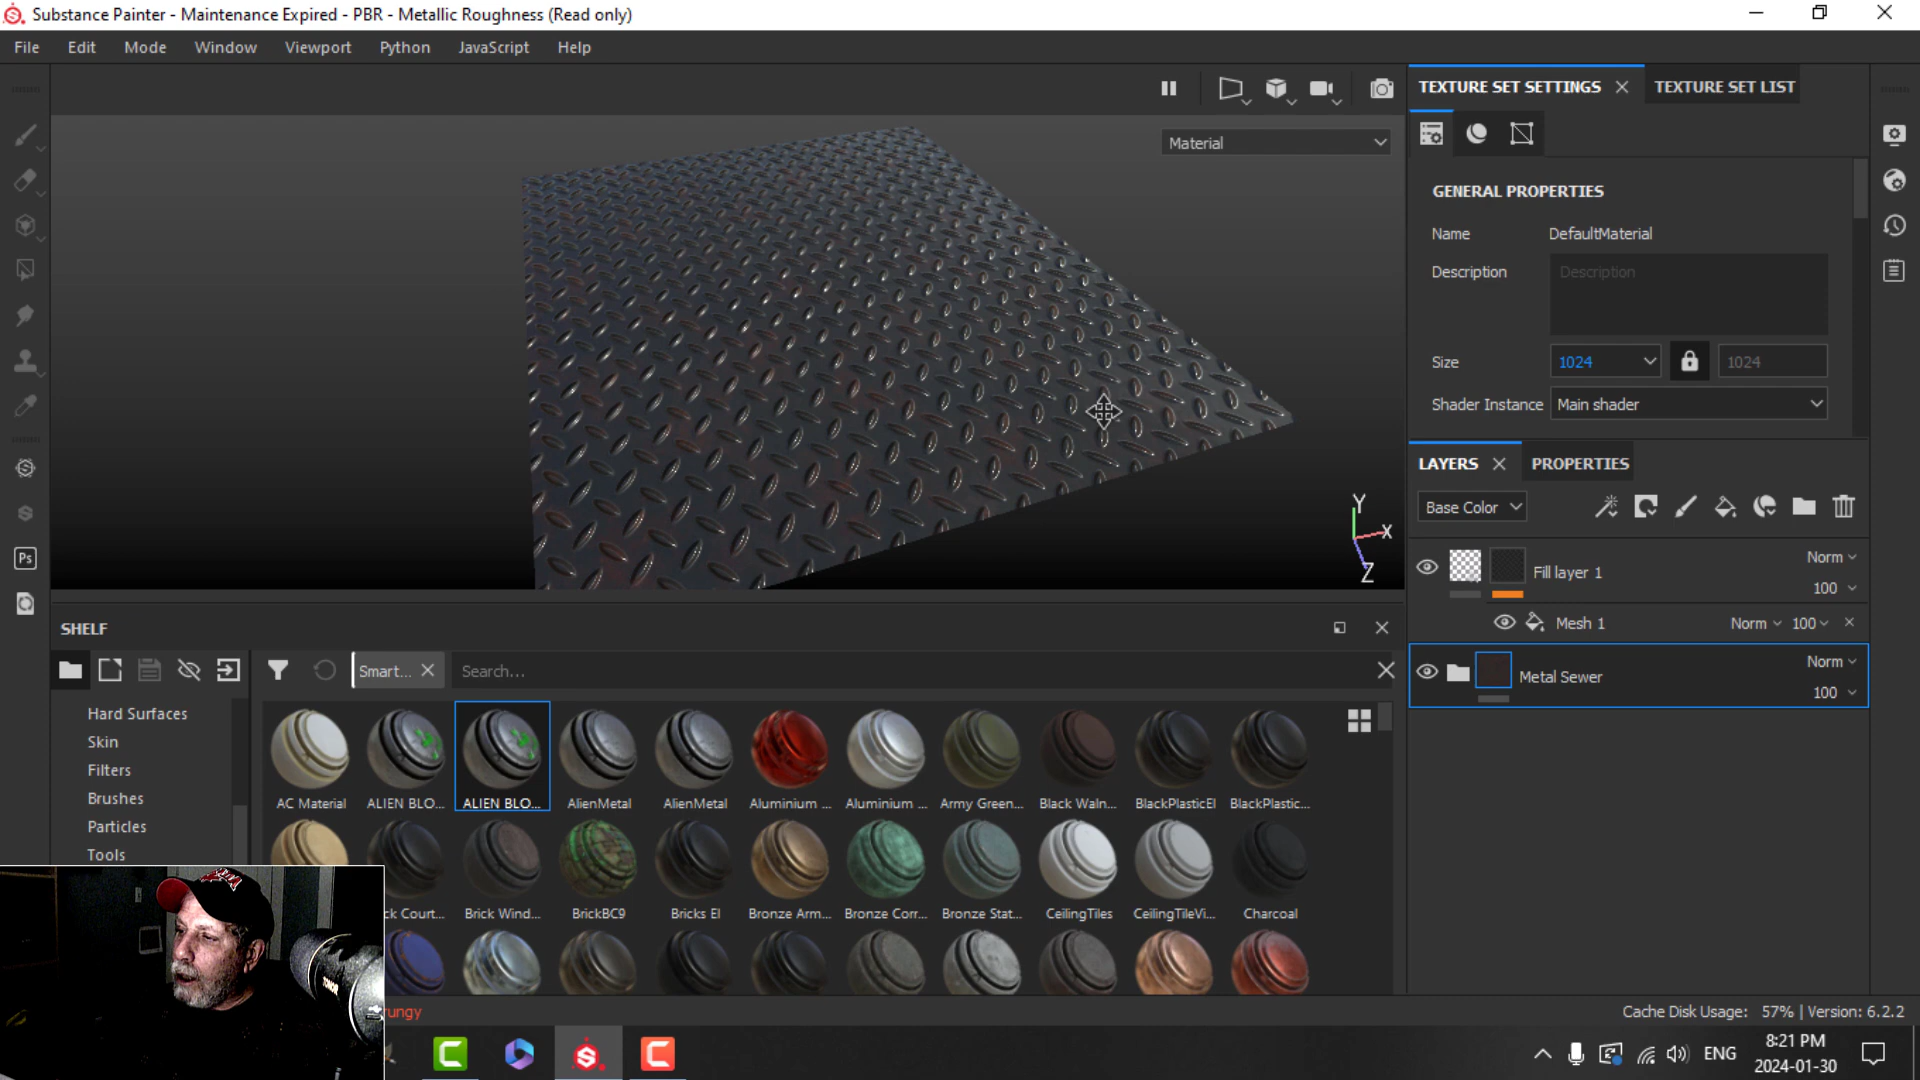 Substance Painter - Maintenance Expired - PBR - Metallic Roughness (Read only)
File Edit Mode Window Viewport Python JavaScript Help
Material
TEXTURE SET SETTINGS
TEXTURE SET LIST
GENERAL PROPERTIES
Name DefaultMaterial
Description Description
Size 1024 1024
Shader Instance Main shader
Y
X
Z
LAYERS
PROPERTIES
Base Color
Fill layer 1
Norm
100
Mesh 1
Norm 100
Metal Sewer
Norm
100
SHELF
Smart...
Search...
Hard Surfaces
Skin
Filters
Brushes
Particles
Tools
AC Material ALIEN BLO... ALIEN BLO... AlienMetal AlienMetal Aluminium ... Aluminium ... Army Green... Black Waln... BlackPlasticEl BlackPlastic...
ck Court... Brick Wind... BrickBC9 Bricks El Bronze Arm... Bronze Corr... Bronze Stat... CeilingTiles CeilingTileVi... Charcoal
ungy
Cache Disk Usage: 57% | Version: 6.2.2
Ps
ENG
8:21 PM
2024-01-30